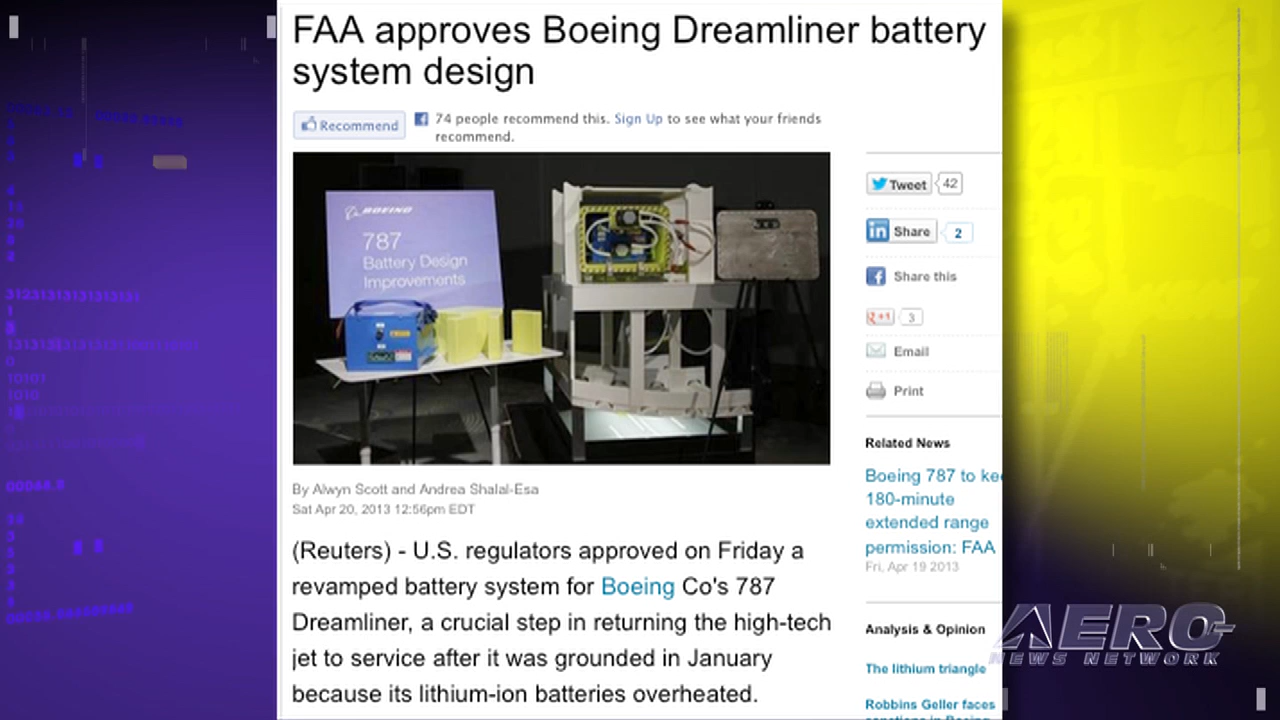 FAA approves Boeing Dreamliner battery
system design
Recommend
74 people recommend this. Sign Up to see what your friends
recommend.
BOEING
787
Battery Design
Improvements
Tweet
42
Share
2
Share this
+1
3
Email
Print
By Alwyn Scott and Andrea Shalal-Esa
Sat Apr 20, 2013 12:56pm EDT
(Reuters) - U.S. regulators approved on Friday a
revamped battery system for Boeing Co's 787
Dreamliner, a crucial step in returning the high-tech
jet to service after it was grounded in January
because its lithium-ion batteries overheated.
Related News
Boeing 787 to
180-minute
extended range
permission: FAA
Fri, Apr 19 2013
Analysis & Opinion
The lithium triangle
Robbins Geller faces
AERO-
NEWS NETWORK